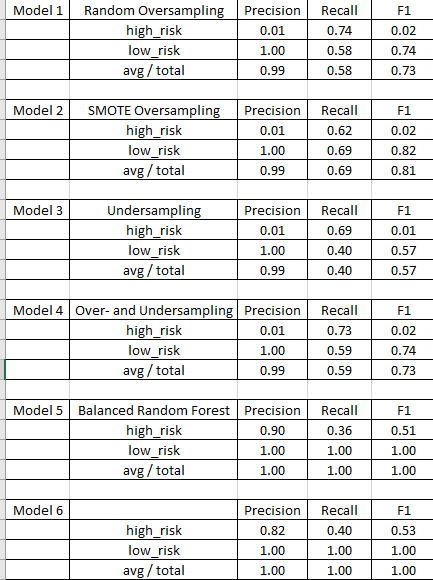 Model 1 Random Oversampling Precision Recall F1
high_risk 0.01 0.74 0.02
low_risk 1.00 0.58 0.74
avg / total 0.99 0.58 0.73
Model 2 SMOTE Oversampling Precision Recall F1
high_risk 0.01 0.62 0.02
low_risk 1.00 0.69 0.82
avg / total 0.99 0.69 0.81
Model 3 Undersampling Precision Recall F1
high_risk 0.01 0.69 0.01
low_risk 1.00 0.40 0.57
avg / total 0.99 0.40 0.57
Model 4 Over- and Undersampling Precision Recall F1
high_risk 0.01 0.73 0.02
low_risk 1.00 0.59 0.74
avg / total 0.99 0.59 0.73
Model 5 Balanced Random Forest Precision Recall F1
high_risk 0.90 0.36 0.51
low_risk 1.00 1.00 1.00
avg / total 1.00 1.00 1.00
Model 6 Precision Recall F1
high_risk 0.82 0.40 0.53
low_risk 1.00 1.00 1.00
avg / total 1.00 1.00 1.00